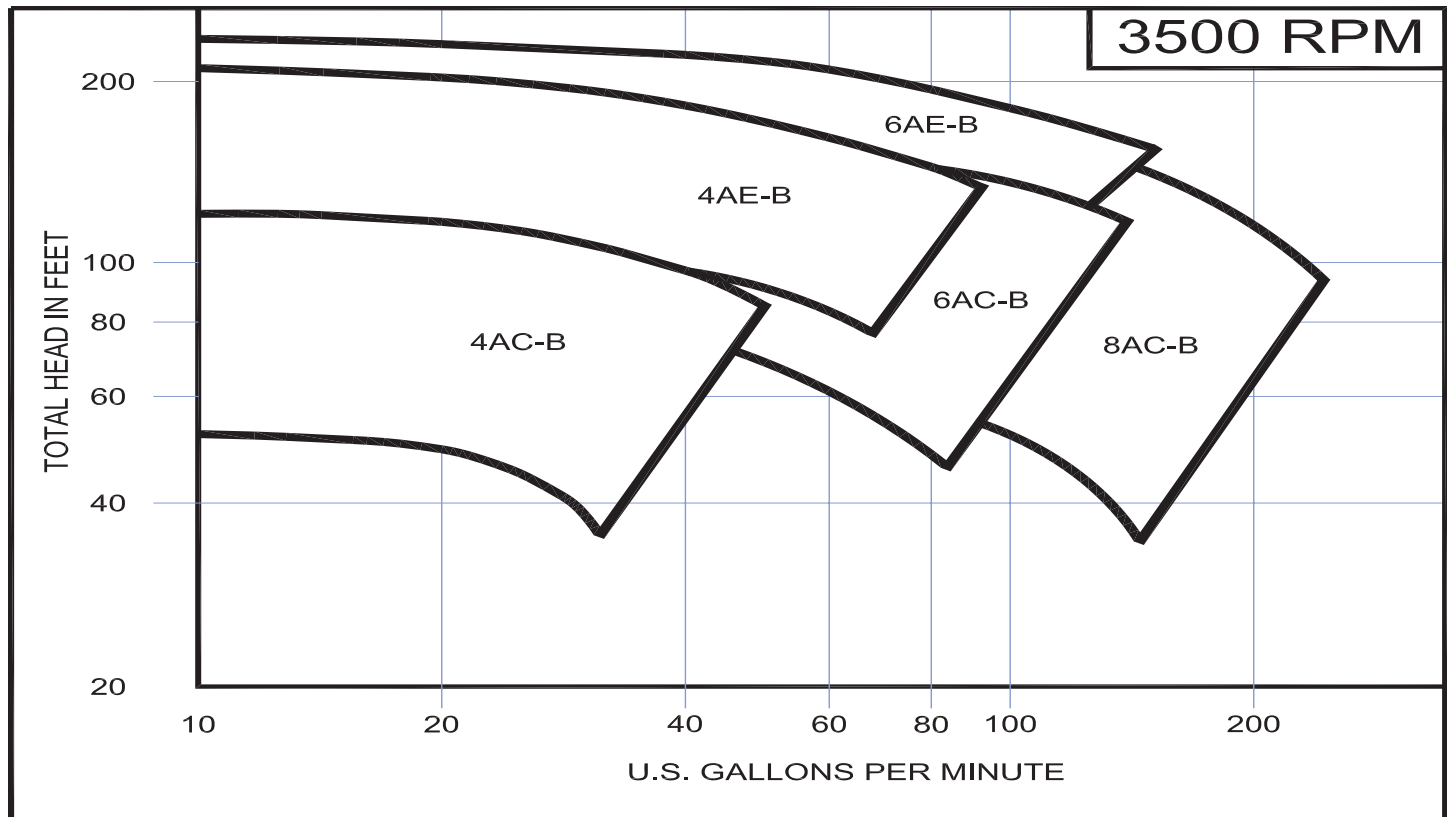 3500 RPM
200
6AE-B
4AE-B
100
6AC-B
80
4AC-B
8AC-B
60
40
20
TOTAL HEAD IN FEET
10 20 40 60 80 100 200
U.S. GALLONS PER MINUTE